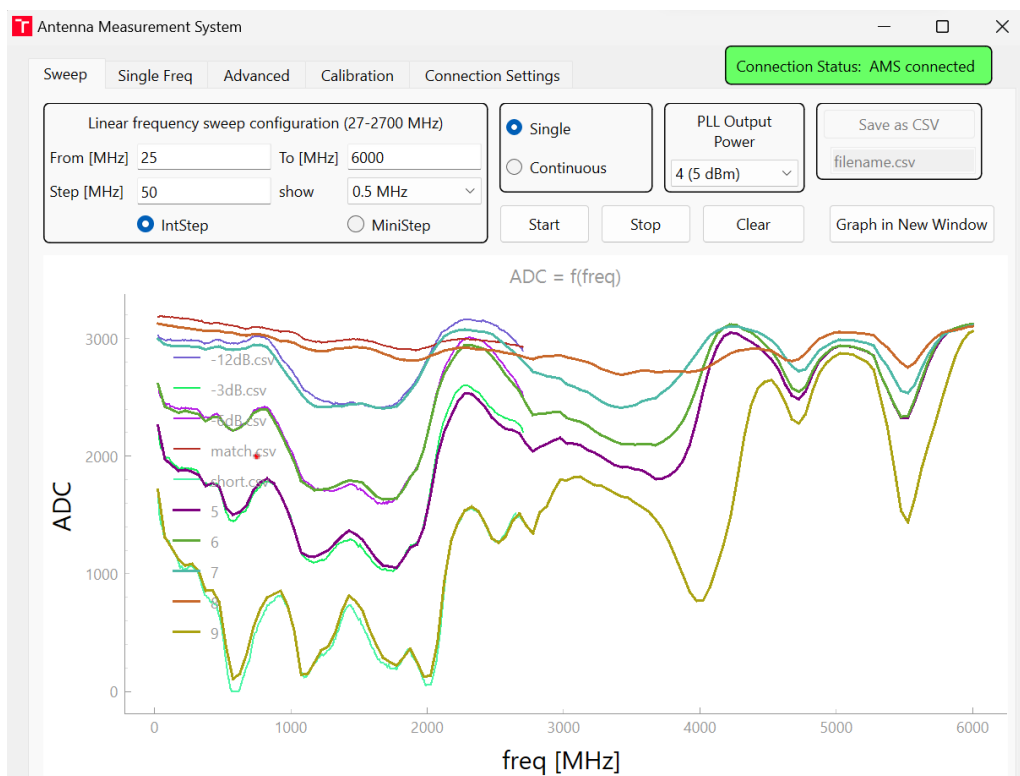 Antenna Measurement System
Sweep Single Freq Advanced Calibration Connection Settings
Connection Status: AMS connected
Linear frequency sweep configuration (27-2700 MHz)
From [MHz] 25 To [MHz] 6000
Step [MHz] 50 show 0.5 MHz
IntStep MiniStep
Single
Continuous
PLL Output
Power
4 (5 dBm)
Save as CSV
filename.csv
Start Stop Clear Graph in New Window
ADC = f(freq)
3000
2000
1000
0
ADC
-12dB.csv
-3dB.csv
-6dB.csv
match.csv
short.csv
5
6
7
8
9
0 1000 2000 3000 4000 5000 6000
freq [MHz]